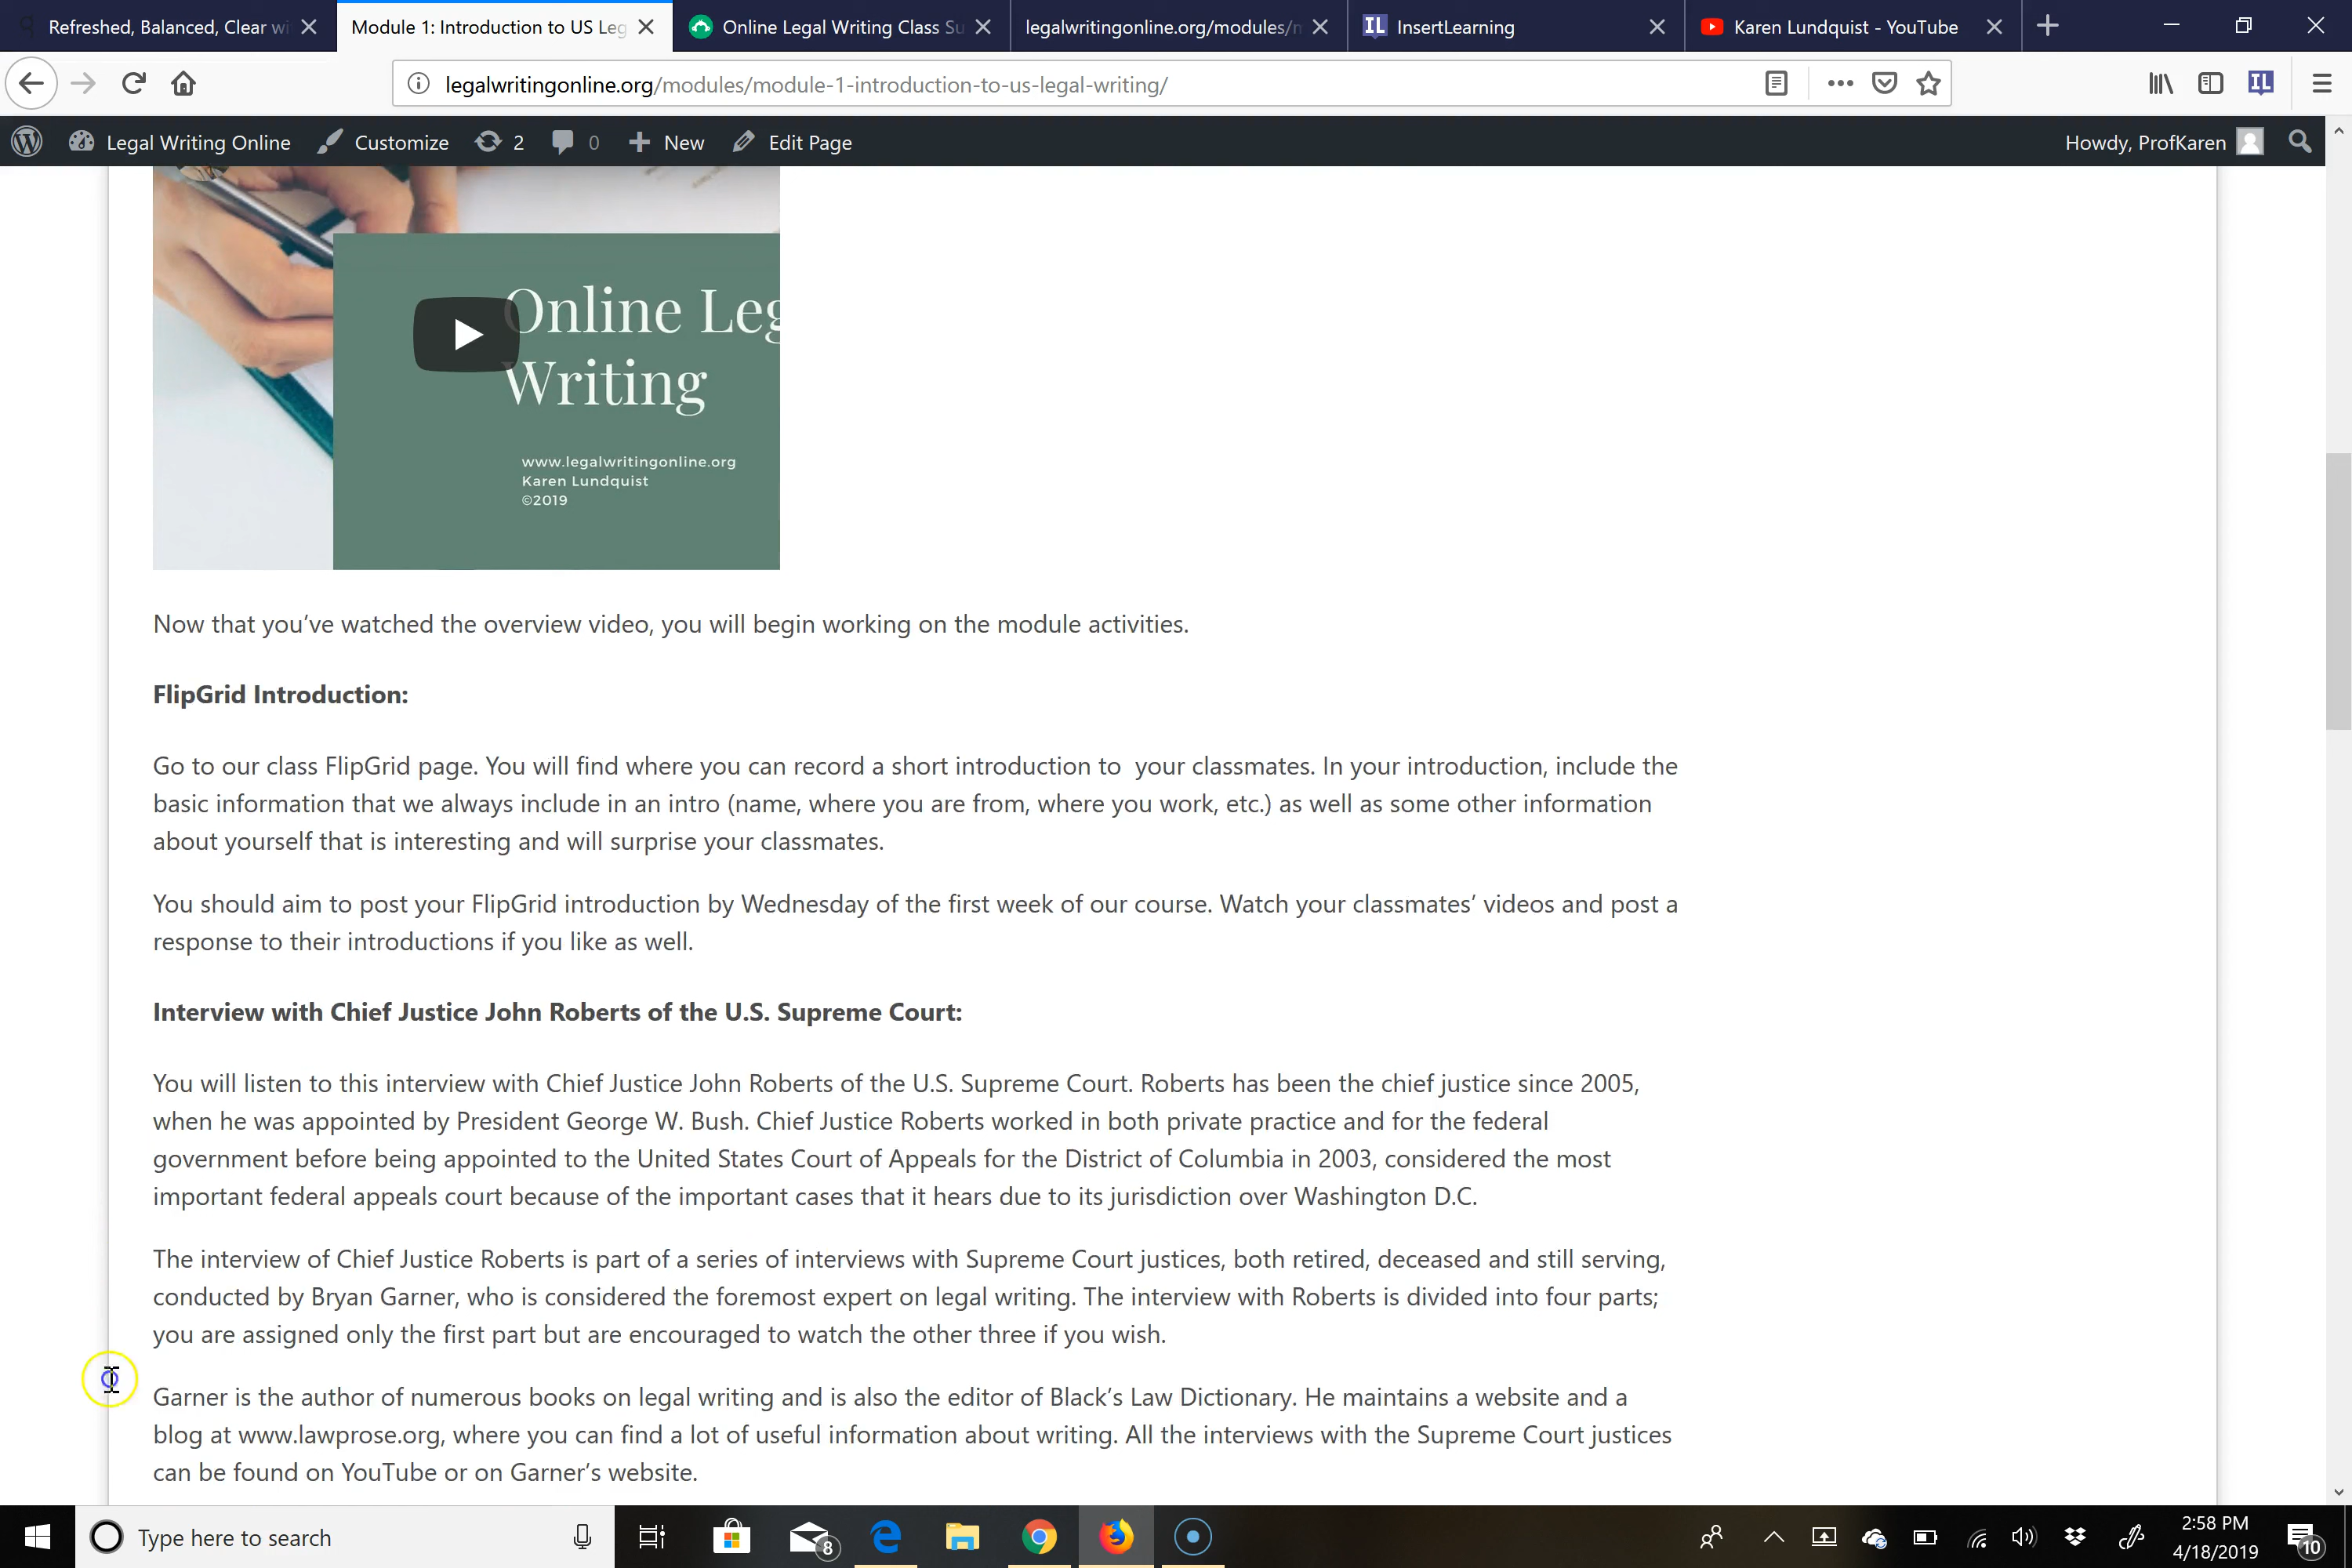 Refreshed, Balanced, Clear wi
Module 1: Introduction to US Leg
Online Legal Writing Class Su
legalwritingonline.org/modules/m
IL InsertLearning
Karen Lundquist - YouTube
legalwritingonline.org/modules/module-1-introduction-to-us-legal-writing/
IL
Legal Writing Online
Customize
2
0
New
Edit Page
Howdy, ProfKaren
Online Leg
Writing
www.legalwritingonline.org
Karen Lundquist
©2019
Now that you’ve watched the overview video, you will begin working on the module activities.
FlipGrid Introduction:
Go to our class FlipGrid page. You will find where you can record a short introduction to  your classmates. In your introduction, include the
basic information that we always include in an intro (name, where you are from, where you work, etc.) as well as some other information
about yourself that is interesting and will surprise your classmates.
You should aim to post your FlipGrid introduction by Wednesday of the first week of our course. Watch your classmates’ videos and post a
response to their introductions if you like as well.
Interview with Chief Justice John Roberts of the U.S. Supreme Court:
You will listen to this interview with Chief Justice John Roberts of the U.S. Supreme Court. Roberts has been the chief justice since 2005,
when he was appointed by President George W. Bush. Chief Justice Roberts worked in both private practice and for the federal
government before being appointed to the United States Court of Appeals for the District of Columbia in 2003, considered the most
important federal appeals court because of the important cases that it hears due to its jurisdiction over Washington D.C.
The interview of Chief Justice Roberts is part of a series of interviews with Supreme Court justices, both retired, deceased and still serving,
conducted by Bryan Garner, who is considered the foremost expert on legal writing. The interview with Roberts is divided into four parts;
you are assigned only the first part but are encouraged to watch the other three if you wish.
Garner is the author of numerous books on legal writing and is also the editor of Black’s Law Dictionary. He maintains a website and a
blog at www.lawprose.org, where you can find a lot of useful information about writing. All the interviews with the Supreme Court justices
can be found on YouTube or on Garner’s website.
Type here to search
8
2:58 PM
4/18/2019
10